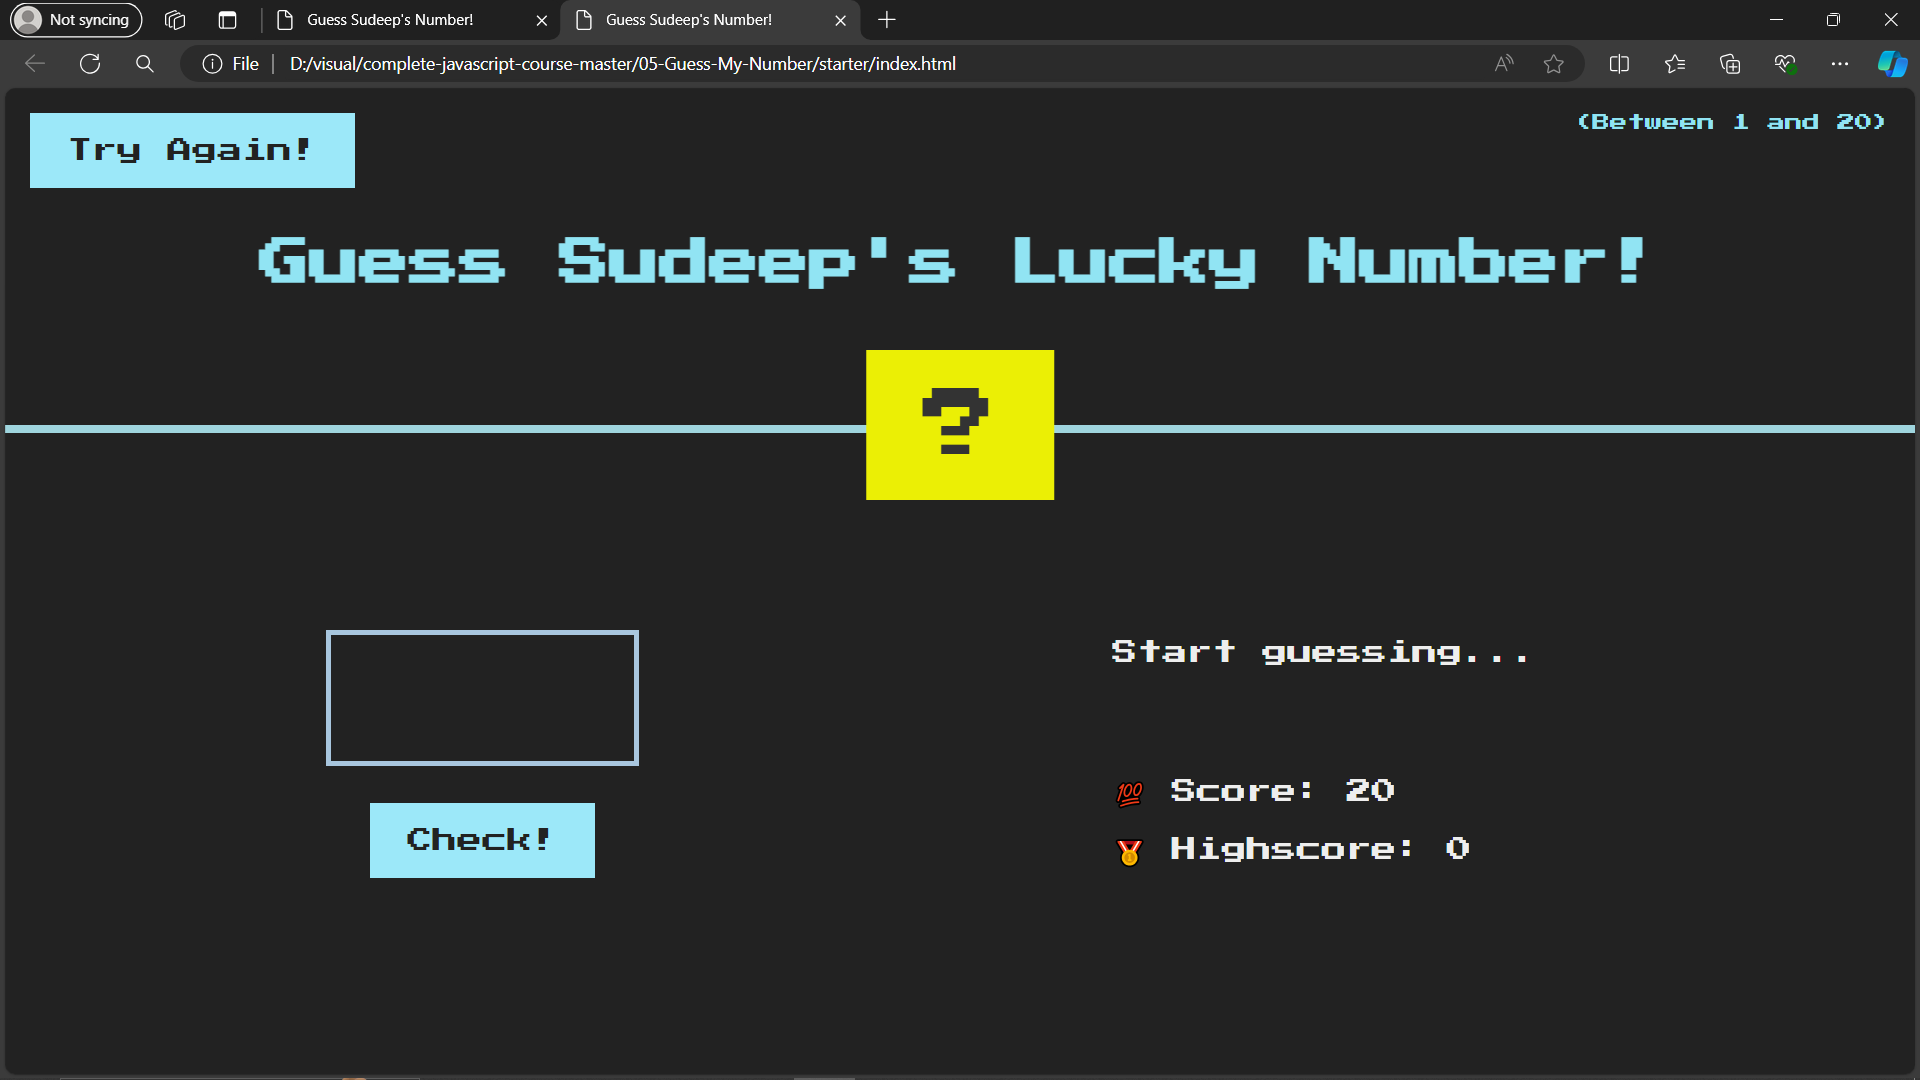 Not syncing
Guess Sudeep's Number!
Guess Sudeep's Number!
File
D:/visual/complete-javascript-course-master/05-Guess-My-Number/starter/index.html
Try Again!
(Between 1 and 20)
Guess Sudeep's Lucky Number!
?
Start guessing...
💯 Score: 20
🥇 Highscore: 0
Check!